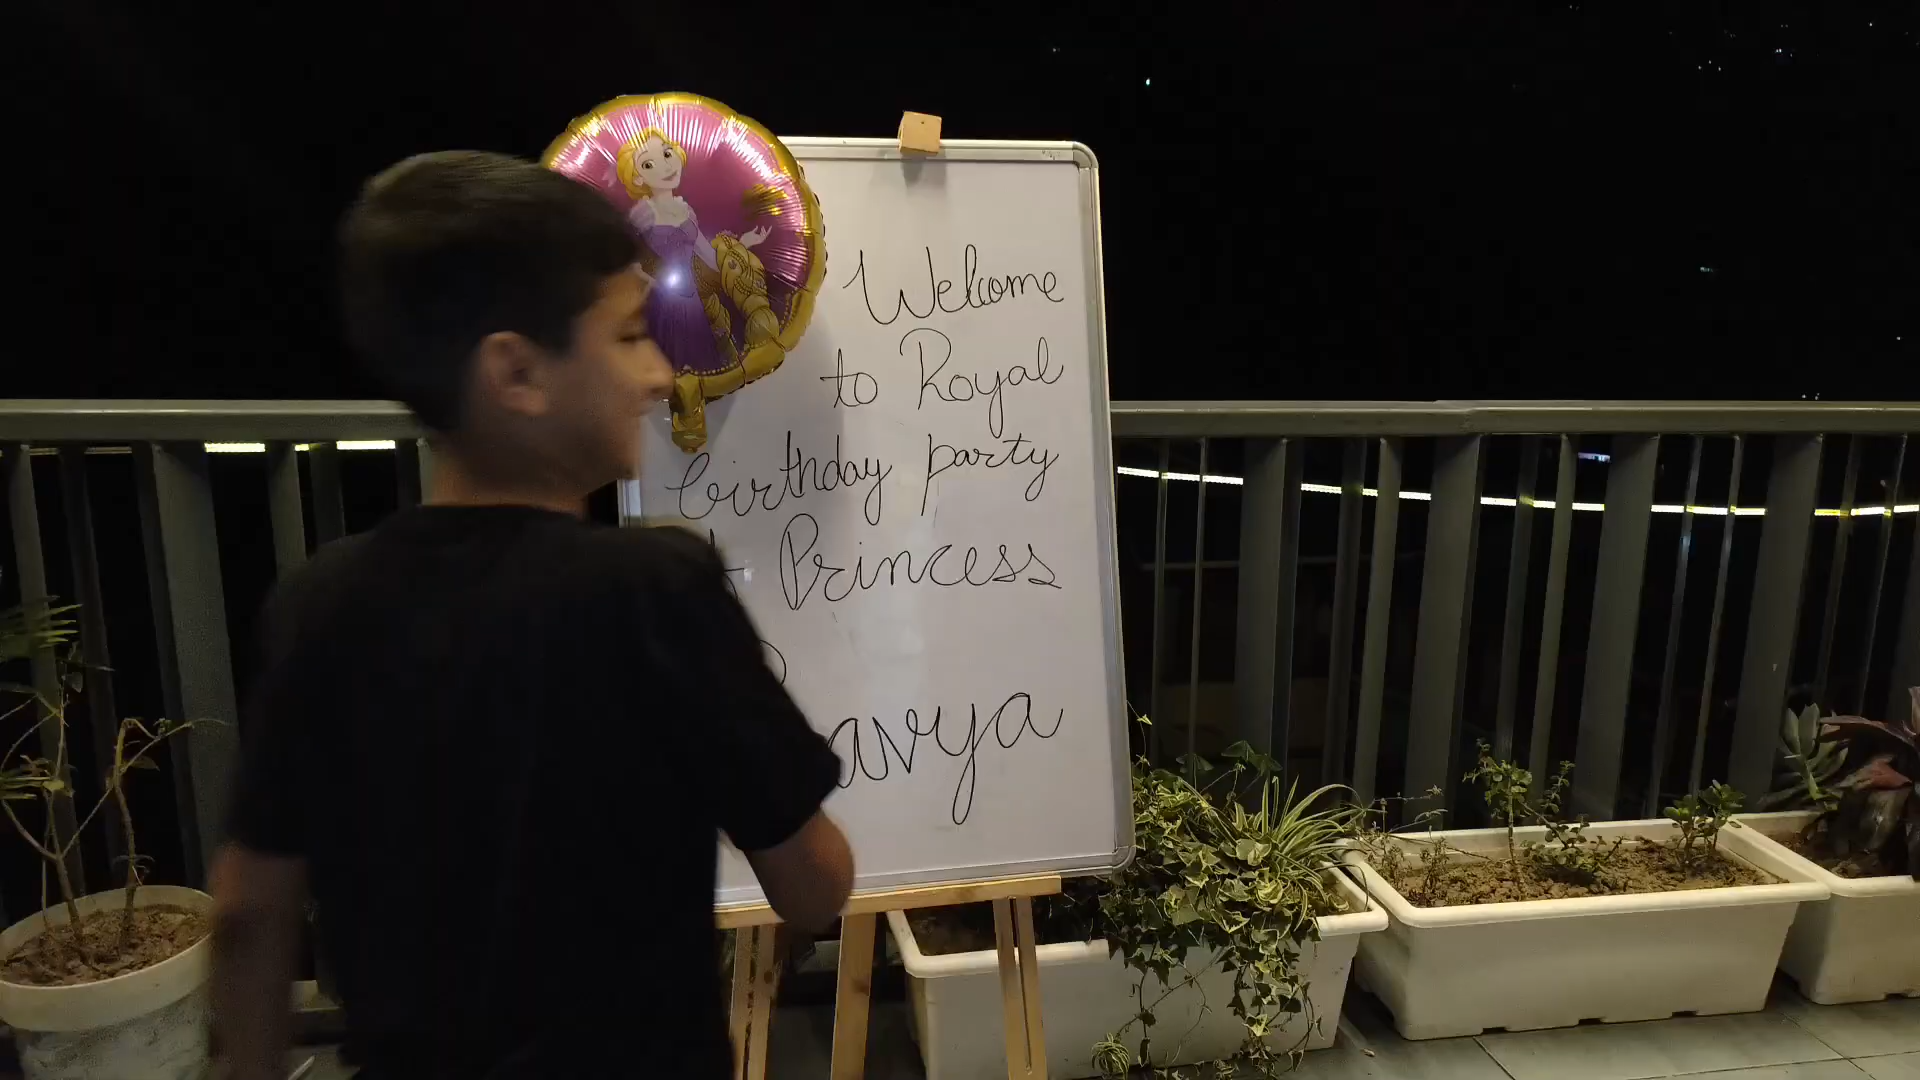 Welcome
to Royal
birthday party
Princess
avya